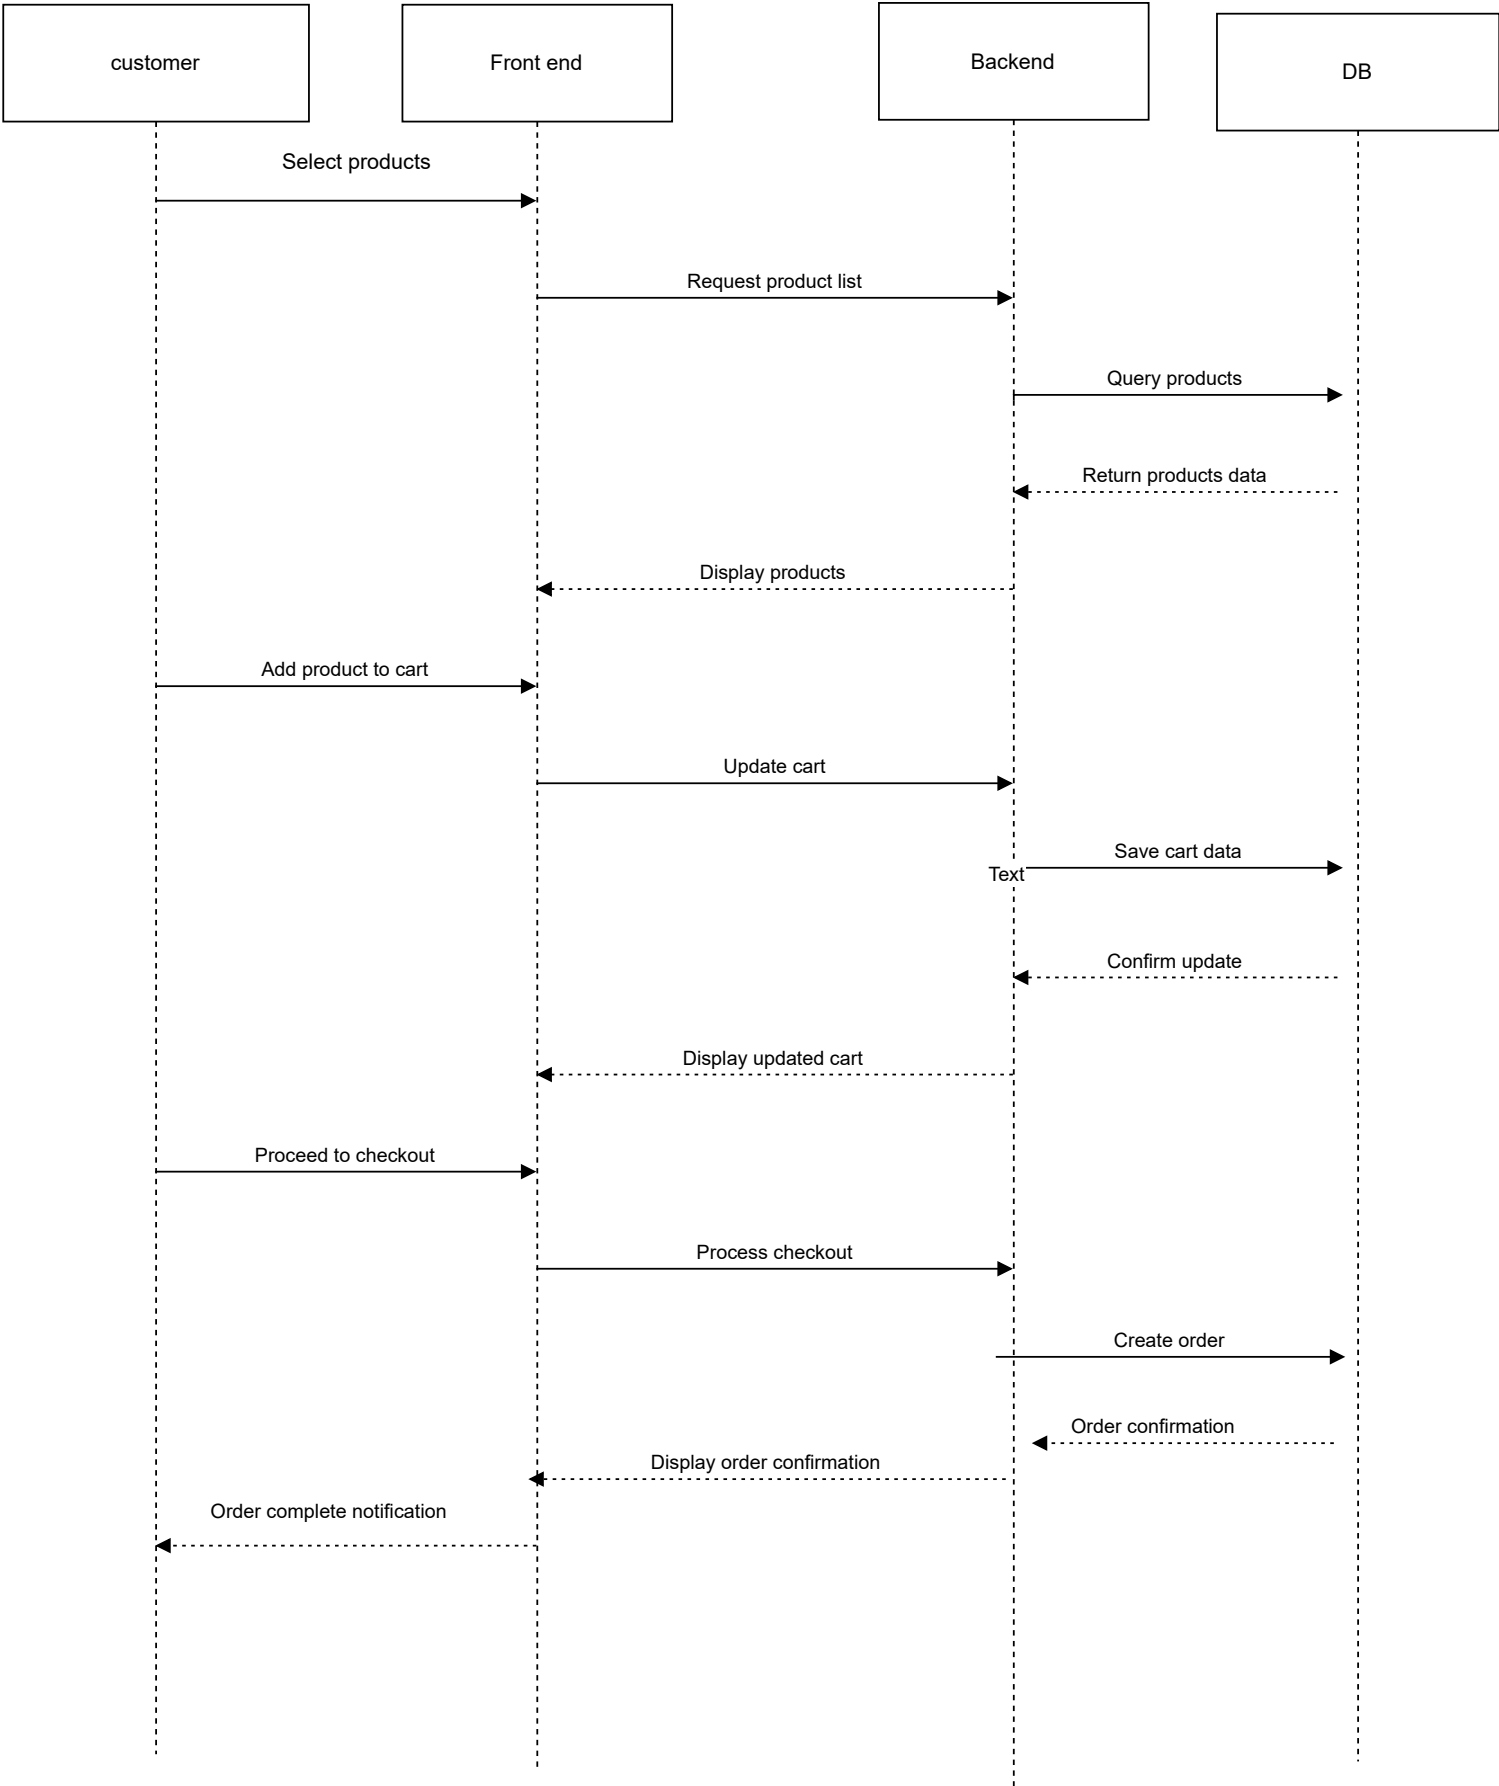 customer
Front end
Backend
DB
Select products
Request product list
Query products
Return products data
Display products
Add product to cart
Update cart
Save cart data
Text
Confirm update
Display updated cart
Proceed to checkout
Process checkout
Create order
Order confirmation
Display order confirmation
Order complete notification